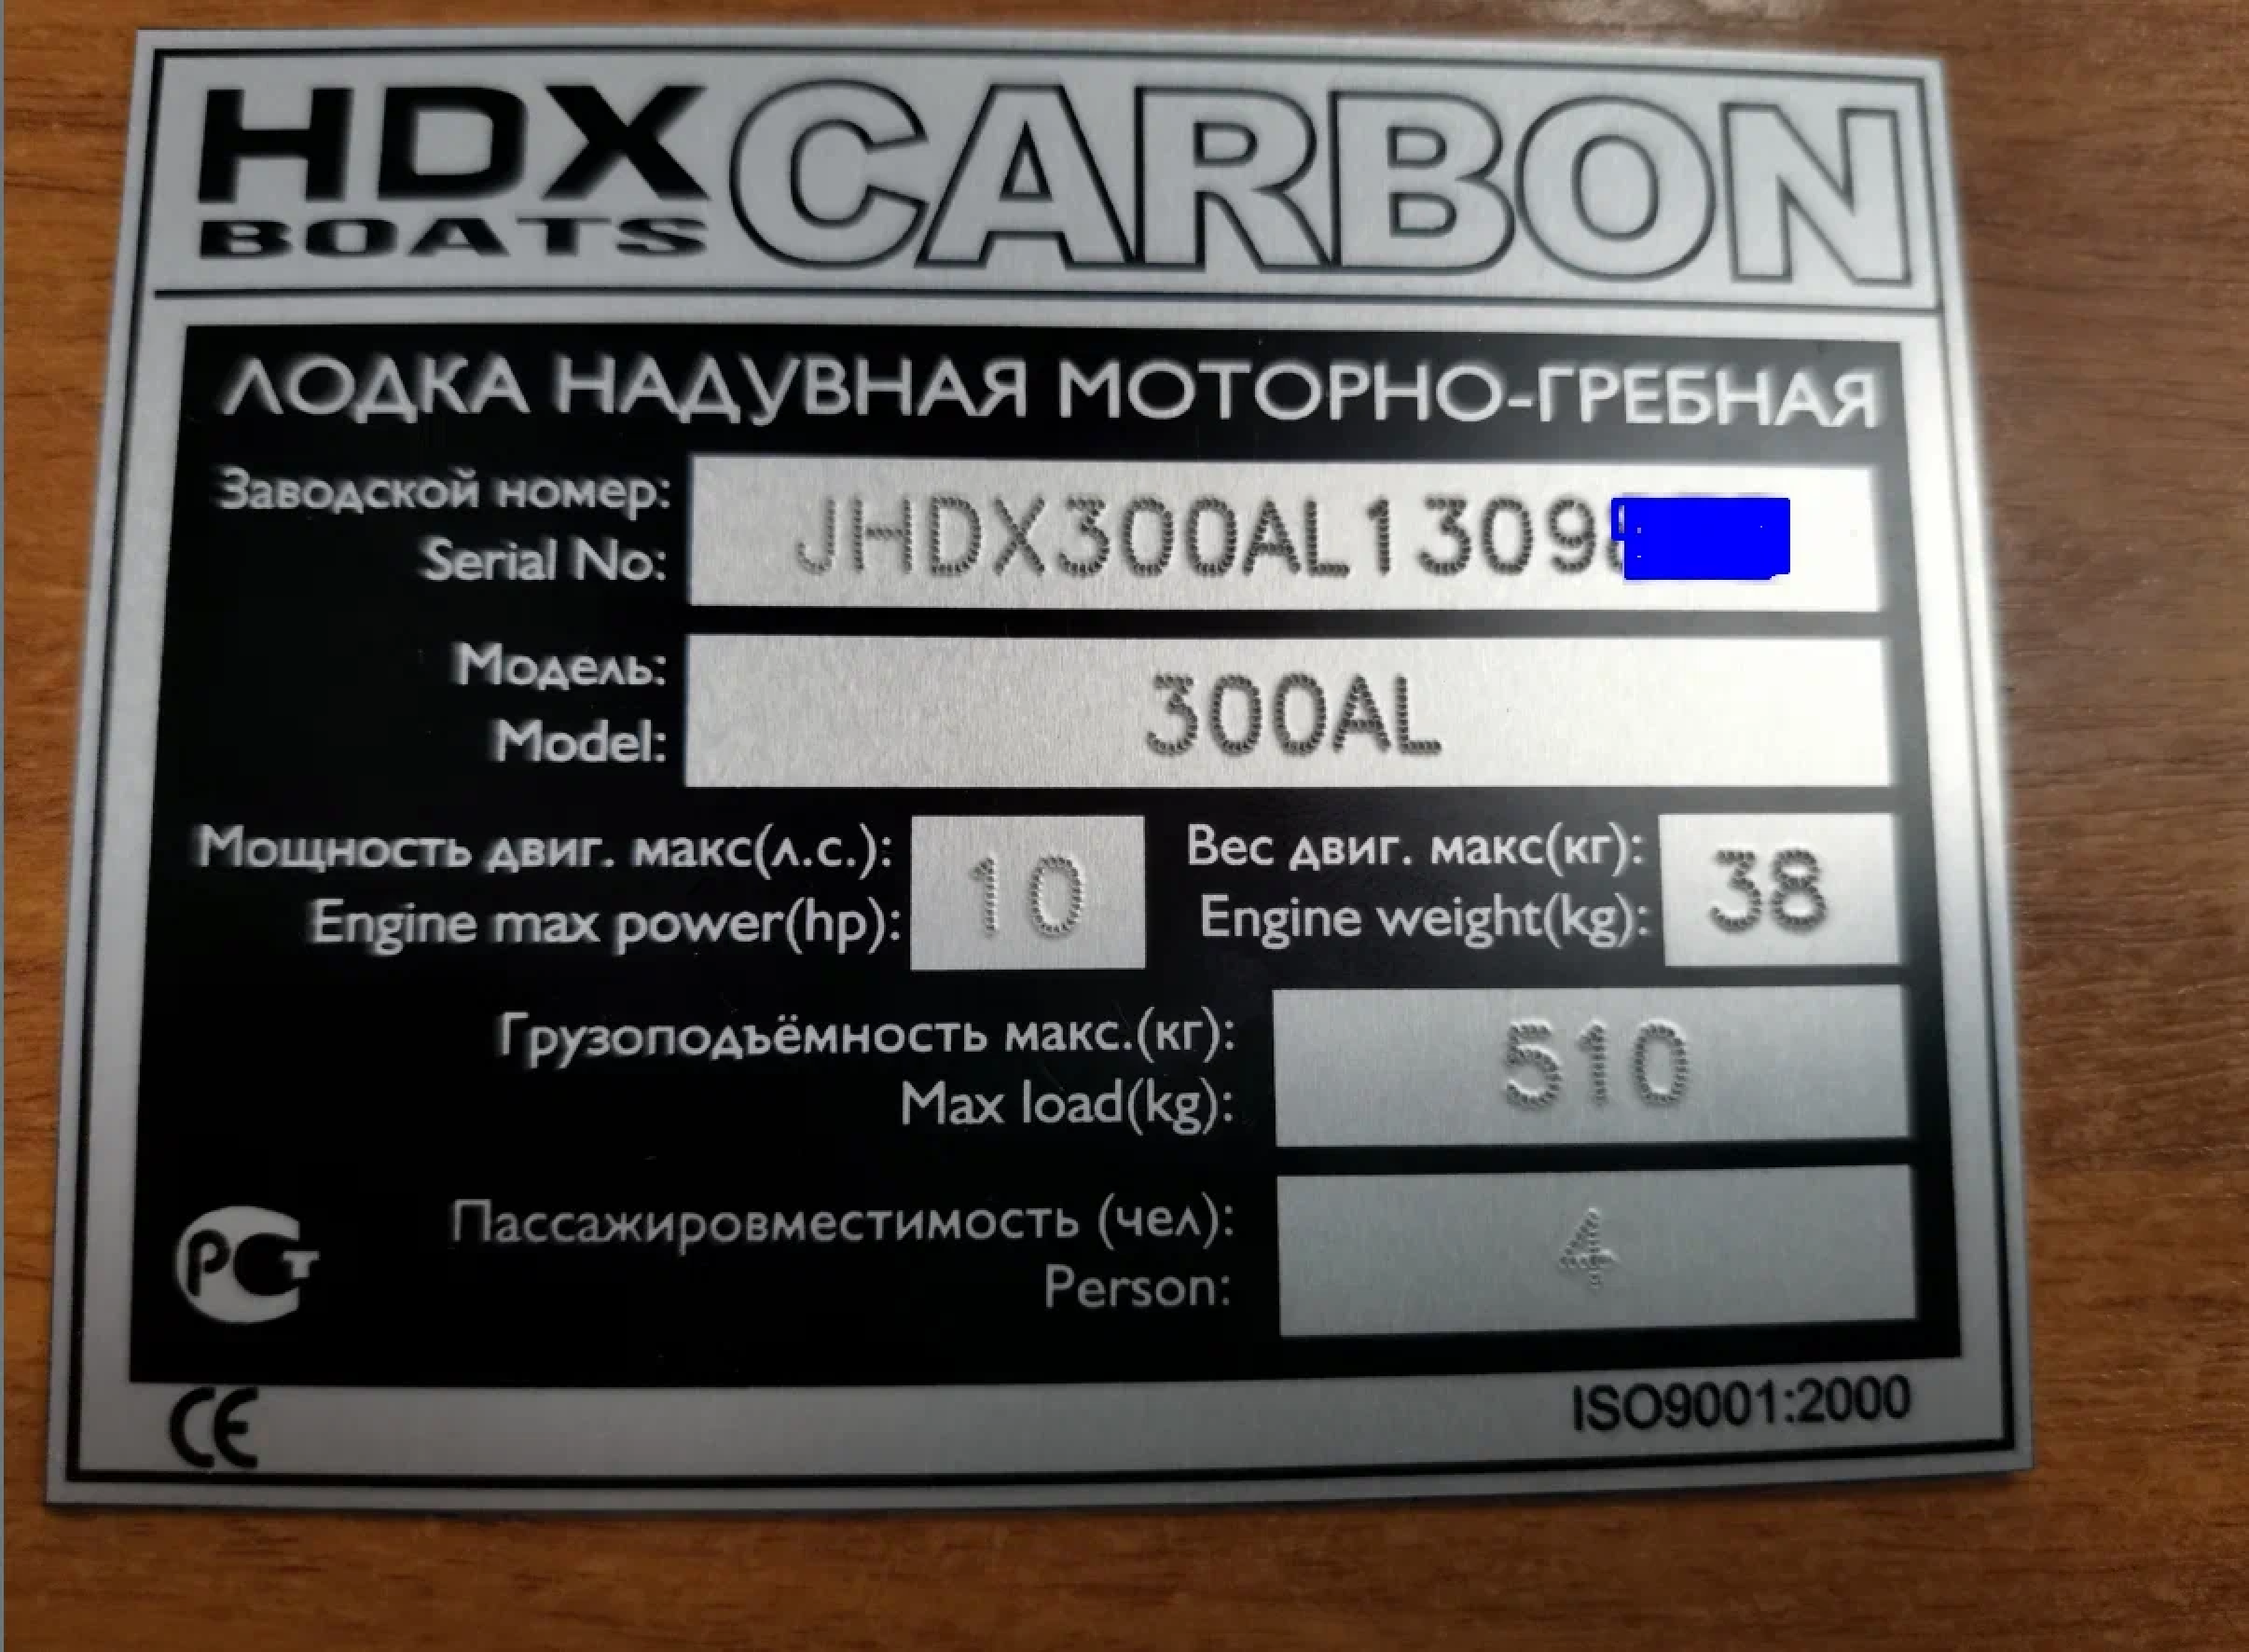 HDX CARBON
BOATS
ЛОДКА НАДУВНАЯ МОТОРНО-ГРЕБНАЯ
Заводской номер:
Serial No:
JHDX300AL1309
Модель:
Model:
300AL
Мощность двиг. макс(л.с.):
Engine max power(hp):
10
Вес двиг. макс(кг):
Engine weight(kg):
38
Грузоподъёмность макс.(кг):
Max load(kg):
510
Пассажировместимость (чел):
Person:
4
РСТ
CE
ISO9001:2000